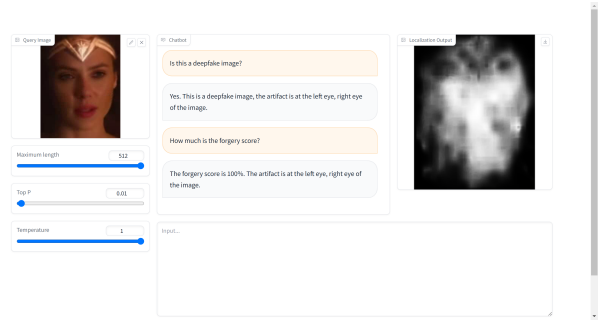 Query Image
Chatbot
Localization Output
Is this a deepfake image?
Yes. This is a deepfake image, the artifact is at the left eye, right eye
of the image.
How much is the forgery score?
The forgery score is 100%. The artifact is at the left eye, right eye of
the image.
Maximum length
512
Top P
0.01
Temperature
1
Input...